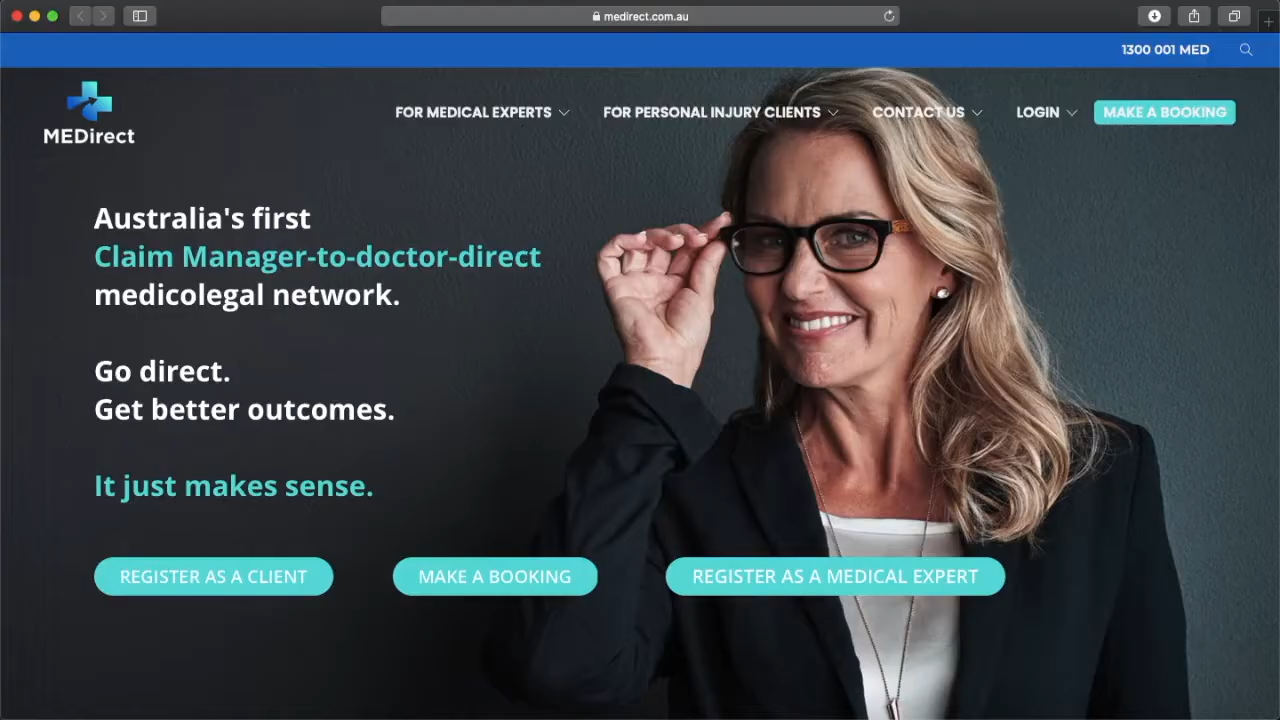 medirect.com.au
1300 001 MED
MEDirect
FOR MEDICAL EXPERTS
FOR PERSONAL INJURY CLIENTS
CONTACT US
LOGIN
MAKE A BOOKING
Australia's first
Claim Manager-to-doctor-direct
medicolegal network.
Go direct.
Get better outcomes.
It just makes sense.
REGISTER AS A CLIENT
MAKE A BOOKING
REGISTER AS A MEDICAL EXPERT